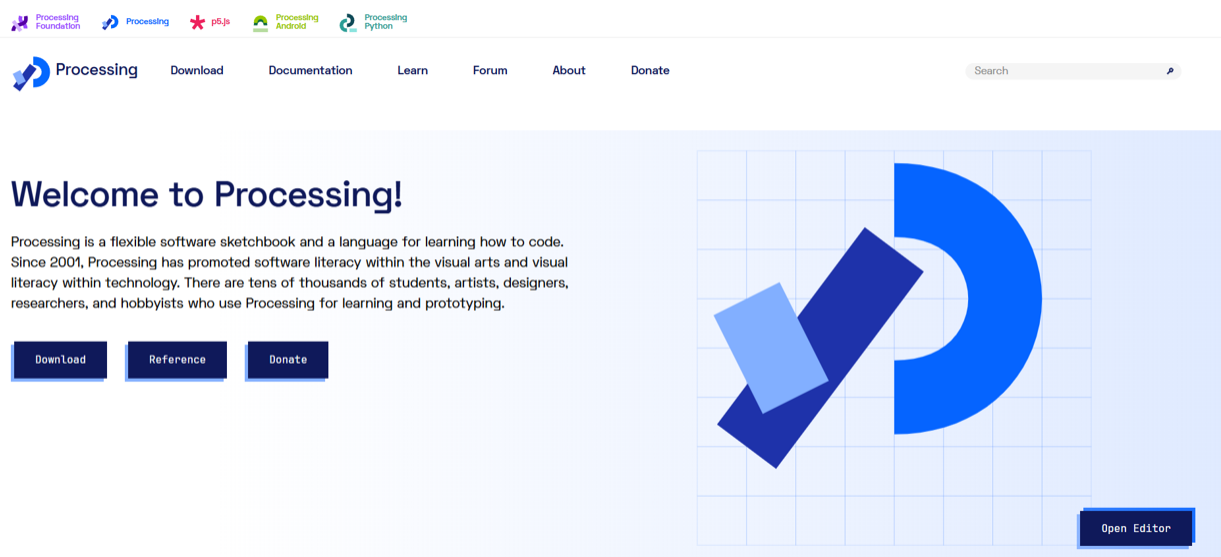 Processing
Foundation
Processing
p5.js
Processing
Android
Processing
Python
Processing
Download
Documentation
Learn
Forum
About
Donate
Search
Welcome to Processing!
Processing is a flexible software sketchbook and a language for learning how to code.
Since 2001, Processing has promoted software literacy within the visual arts and visual
literacy within technology. There are tens of thousands of students, artists, designers,
researchers, and hobbyists who use Processing for learning and prototyping.
Download
Reference
Donate
Open Editor